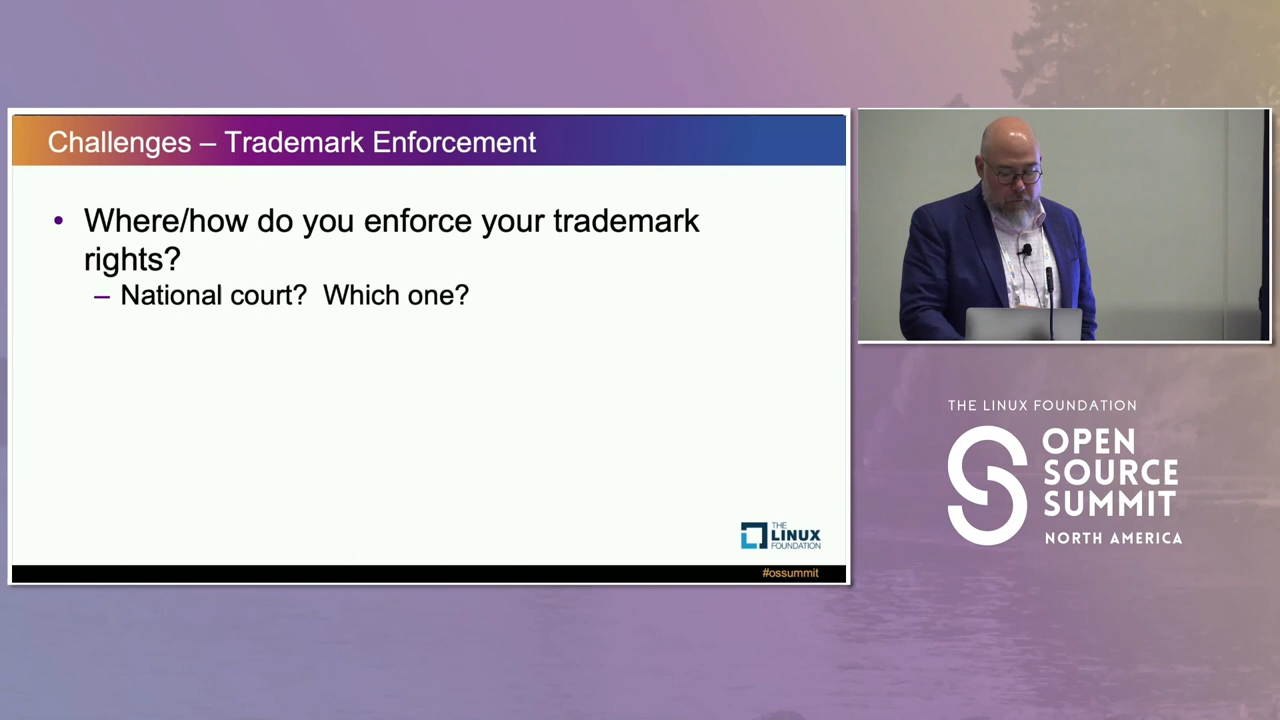 Challenges – Trademark Enforcement
• Where/how do you enforce your trademark
rights?
– National court?  Which one?
THE
LINUX
FOUNDATION
#ossummit
THE LINUX FOUNDATION
OPEN
SOURCE
SUMMIT
NORTH AMERICA